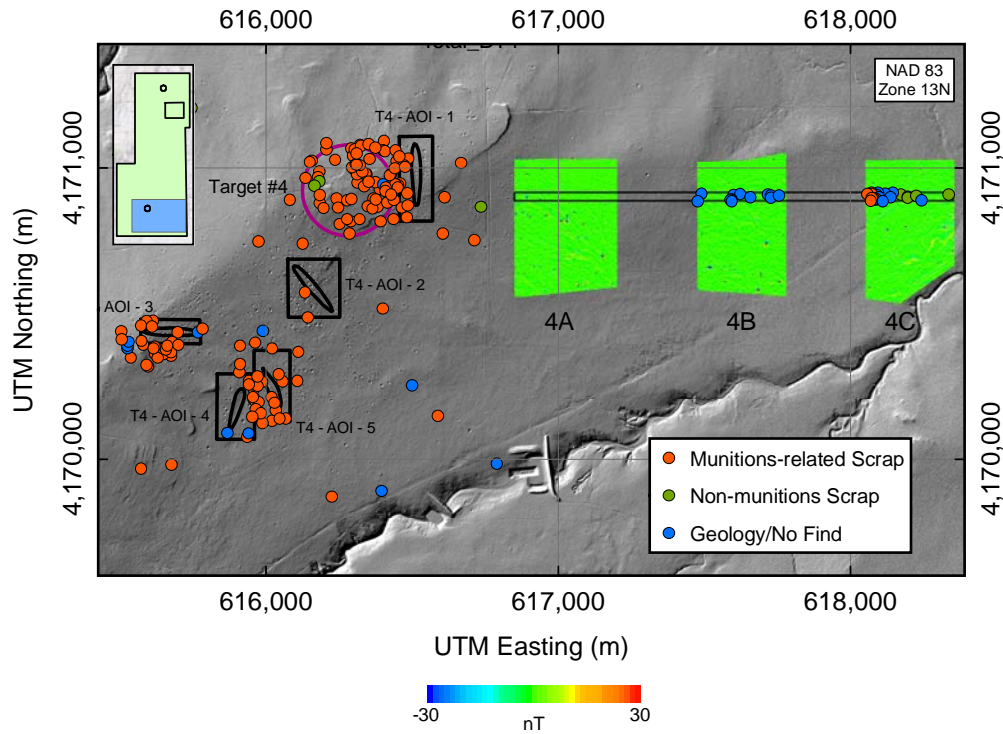 616,000
617,000
618,000
NAD 83
Zone 13N
T4 - AOI - 1
4,171,000
Target #4
4,171,000
T4 - AOI - 2
AOI - 3
4A
4B
4C
UTM Northing (m)
T4 - AOI - 4
T4 - AOI - 5
4,170,000
4,170,000
Munitions-related Scrap
Non-munitions Scrap
Geology/No Find
616,000
617,000
618,000
UTM Easting (m)
-30
30
nT